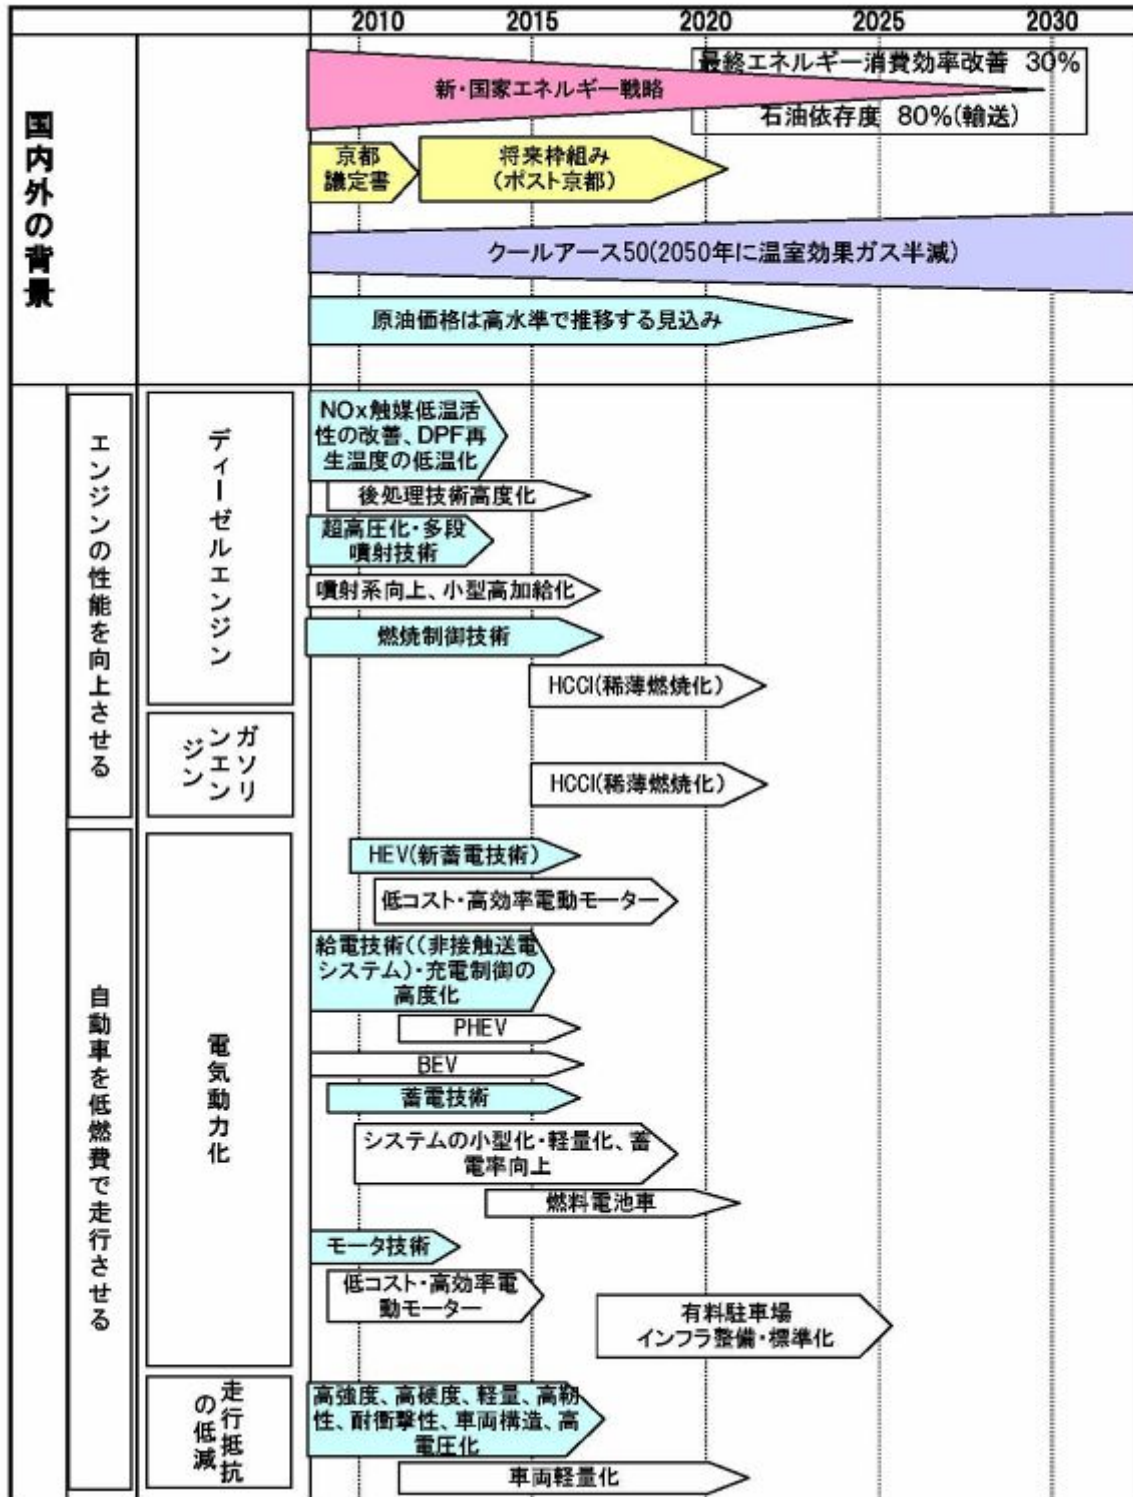 2010 2015 2020 2025 2030
国内外の背景
最終エネルギー消費効率改善 30%
新・国家エネルギー戦略
石油依存度 80%(輸送)
京都
議定書
将来枠組み
(ポスト京都)
クールアース50(2050年に温室効果ガス半減)
原油価格は高水準で推移する見込み
エンジンの性能を向上させる
ディーゼルエンジン
NOx触媒低温活
性の改善、DPF再
生温度の低温化
後処理技術高度化
超高圧化・多段
噴射技術
噴射系向上、小型高加給化
燃焼制御技術
HCCI(稀薄燃焼化)
ガソリ
ンエン
ジン
HCCI(稀薄燃焼化)
自動車を低燃費で走行させる
電気動力化
HEV(新蓄電技術)
低コスト・高効率電動モーター
給電技術((非接触送電
システム)・充電制御の
高度化
PHEV
BEV
蓄電技術
システムの小型化・軽量化、蓄
電率向上
燃料電池車
モータ技術
低コスト・高効率電
動モーター
有料駐車場
インフラ整備・標準化
走行抵抗
の低減
高強度、高硬度、軽量、高靭
性、耐衝撃性、車両構造、高
電圧化
車両軽量化